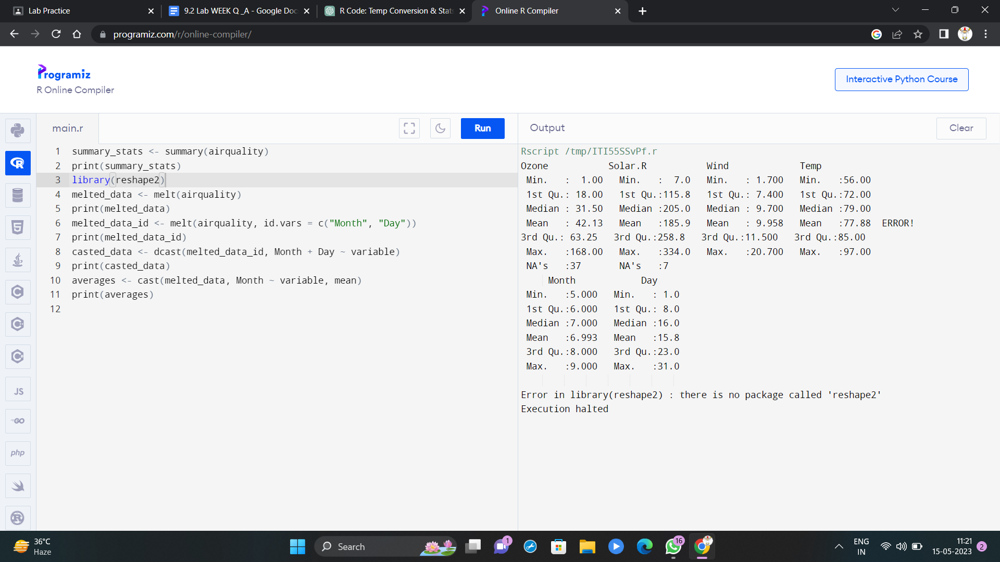 Lab Practice
9.2 Lab WEEK Q _A - Google Doc
R Code: Temp Conversion & Stats
Online R Compiler
programiz.com/r/online-compiler/
Programiz
R Online Compiler
Interactive Python Course
main.r
Run
Output
Clear
1 summary_stats <- summary(airquality)
2 print(summary_stats)
3 library(reshape2)
4 melted_data <- melt(airquality)
5 print(melted_data)
6 melted_data_id <- melt(airquality, id.vars = c("Month", "Day"))
7 print(melted_data_id)
8 casted_data <- dcast(melted_data_id, Month + Day ~ variable)
9 print(casted_data)
10 averages <- cast(melted_data, Month ~ variable, mean)
11 print(averages)
12
Rscript /tmp/ITI55SSvPf.r
Ozone Solar.R Wind Temp
Min. : 1.00 Min. : 7.0 Min. : 1.700 Min. :56.00
1st Qu.: 18.00 1st Qu.:115.8 1st Qu.: 7.400 1st Qu.:72.00
Median : 31.50 Median :205.0 Median : 9.700 Median :79.00
Mean : 42.13 Mean :185.9 Mean : 9.958 Mean :77.88 ERROR!
3rd Qu.: 63.25 3rd Qu.:258.8 3rd Qu.:11.500 3rd Qu.:85.00
Max. :168.00 Max. :334.0 Max. :20.700 Max. :97.00
NA's :37 NA's :7
Month Day
Min. :5.000 Min. : 1.0
1st Qu.:6.000 1st Qu.: 8.0
Median :7.000 Median :16.0
Mean :6.993 Mean :15.8
3rd Qu.:8.000 3rd Qu.:23.0
Max. :9.000 Max. :31.0
Error in library(reshape2) : there is no package called 'reshape2'
Execution halted
R
5
C
C
C
JS
GO
php
R
36°C
Haze
Search
1
16
ENG
IN
11:21
15-05-2023
2